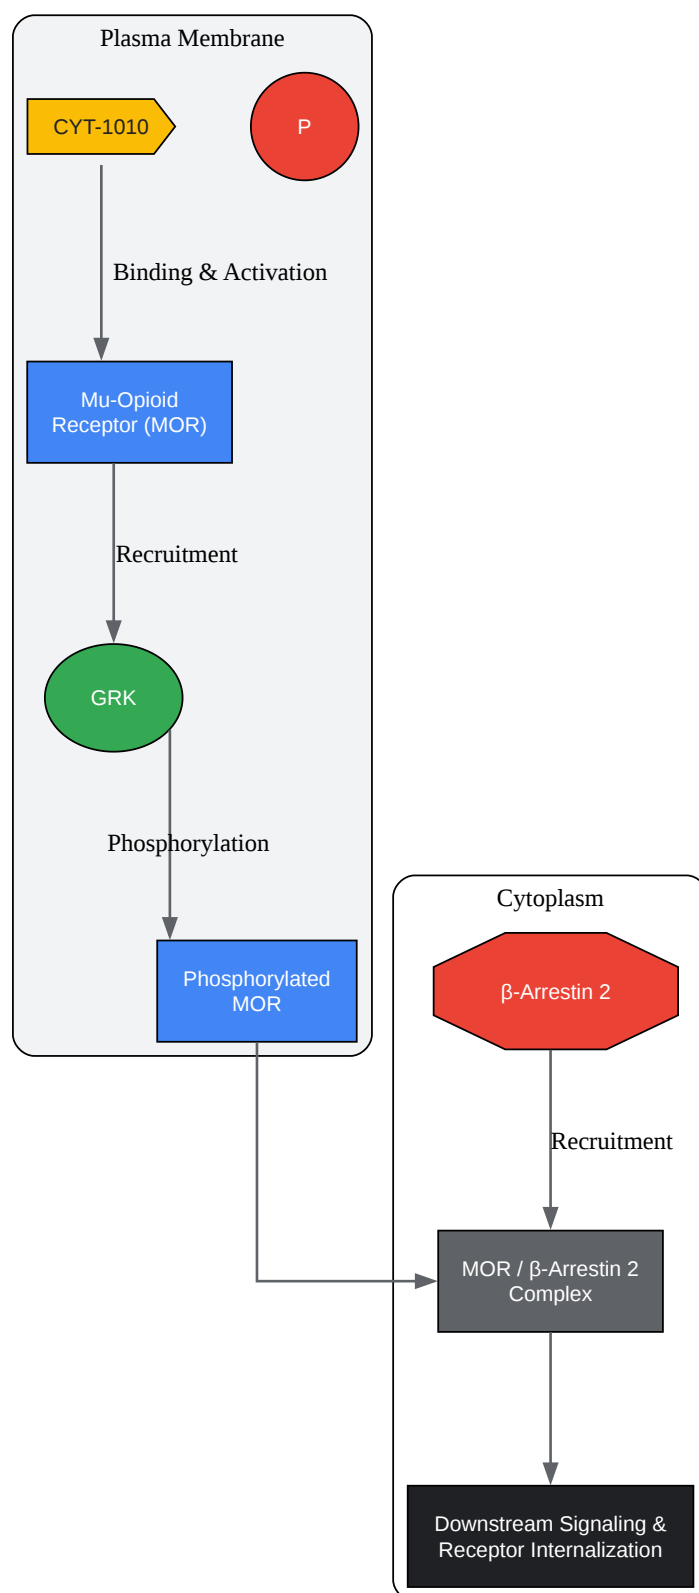 Plasma Membrane
CYT-1010
P
Binding & Activation
Mu-Opioid
Receptor (MOR)
Recruitment
GRK
Phosphorylation
Phosphorylated
MOR
Cytoplasm
β-Arrestin 2
Recruitment
MOR / β-Arrestin 2
Complex
Downstream Signaling &
Receptor Internalization